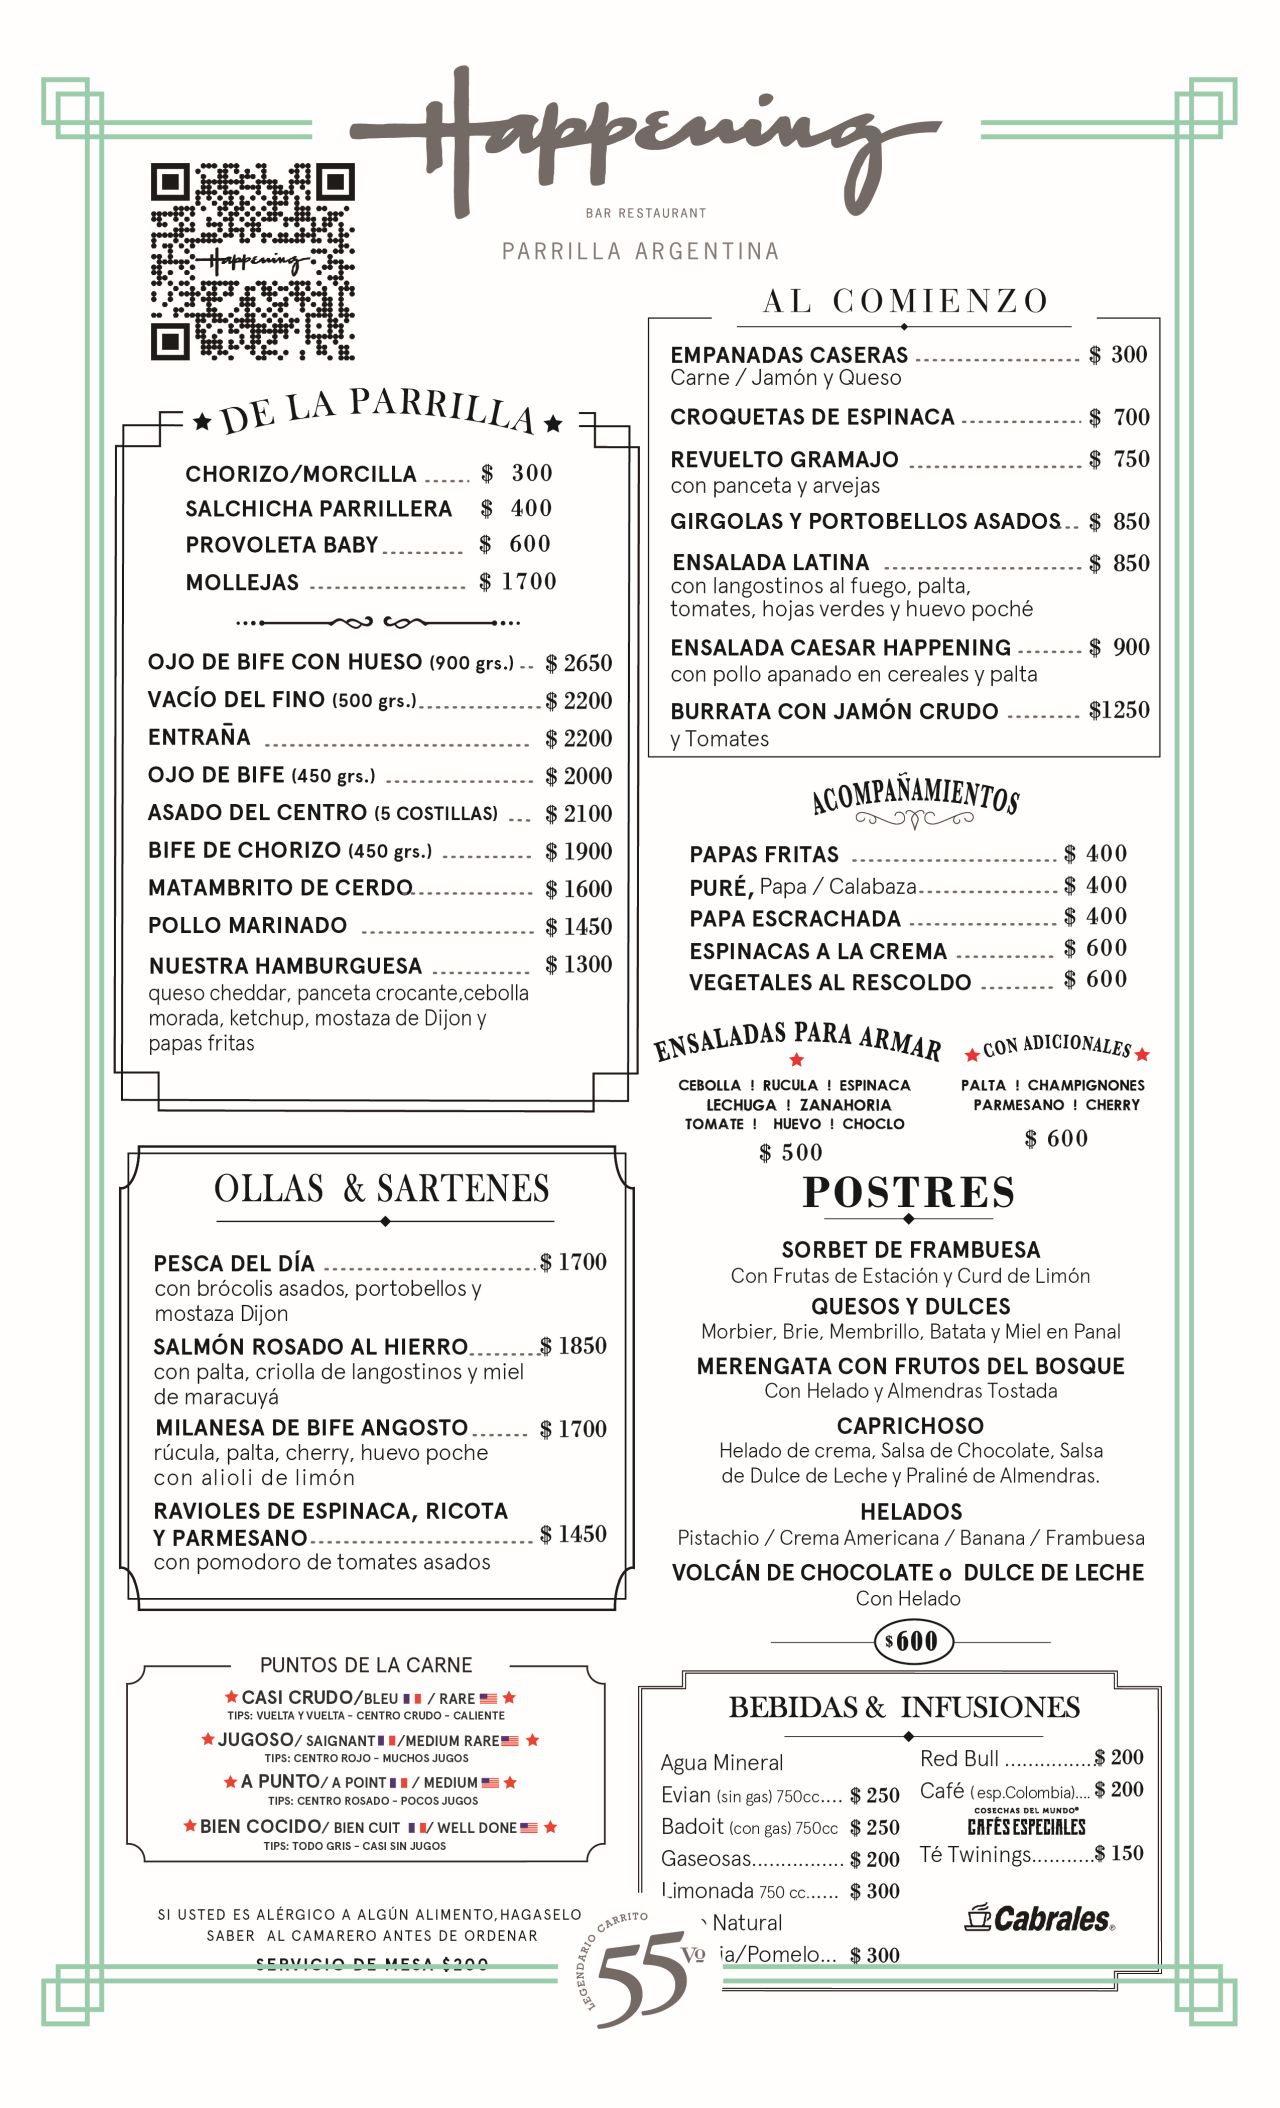 Happening
BAR RESTAURANT
PARRILLA ARGENTINA
Happening
DE LA PARRILLA
CHORIZO/MORCILLA ...... $ 300
SALCHICHA PARRILLERA $ 400
PROVOLETA BABY ......... $ 600
MOLLEJAS ................. $ 1700
OJO DE BIFE CON HUESO (900 grs.) .. $ 2650
VACÍO DEL FINO (500 grs.) ............. $ 2200
ENTRAÑA ............................. $ 2200
OJO DE BIFE (450 grs.) ................ $ 2000
ASADO DEL CENTRO (5 COSTILLAS) ... $ 2100
BIFE DE CHORIZO (450 grs.) .......... $ 1900
MATAMBRITO DE CERDO ............. $ 1600
POLLO MARINADO ................... $ 1450
NUESTRA HAMBURGUESA ........... $ 1300
queso cheddar, panceta crocante,cebolla
morada, ketchup, mostaza de Dijon y
papas fritas
OLLAS & SARTENES
PESCA DEL DÍA ....................... $ 1700
con brócolis asados, portobellos y
mostaza Dijon
SALMÓN ROSADO AL HIERRO ........ $ 1850
con palta, criolla de langostinos y miel
de maracuyá
MILANESA DE BIFE ANGOSTO ....... $ 1700
rúcula, palta, cherry, huevo poche
con alioli de limón
RAVIOLES DE ESPINACA, RICOTA
Y PARMESANO ........................ $ 1450
con pomodoro de tomates asados
PUNTOS DE LA CARNE
CASI CRUDO/BLEU / RARE
TIPS: VUELTA Y VUELTA - CENTRO CRUDO - CALIENTE
JUGOSO/ SAIGNANT /MEDIUM RARE
TIPS: CENTRO ROJO - MUCHOS JUGOS
A PUNTO/ A POINT / MEDIUM
TIPS: CENTRO ROSADO - POCOS JUGOS
BIEN COCIDO/ BIEN CUIT / WELL DONE
TIPS: TODO GRIS - CASI SIN JUGOS
SI USTED ES ALÉRGICO A ALGÚN ALIMENTO,HAGASELO
SABER AL CAMARERO ANTES DE ORDENAR
SERVICIO DE MESA $200
AL COMIENZO
EMPANADAS CASERAS .................. $ 300
Carne / Jamón y Queso
CROQUETAS DE ESPINACA ............. $ 700
REVUELTO GRAMAJO ................... $ 750
con panceta y arvejas
GIRGOLAS Y PORTOBELLOS ASADOS... $ 850
ENSALADA LATINA ...................... $ 850
con langostinos al fuego, palta,
tomates, hojas verdes y huevo poché
ENSALADA CAESAR HAPPENING ....... $ 900
con pollo apanado en cereales y palta
BURRATA CON JAMÓN CRUDO ........ $1250
y Tomates
ACOMPAÑAMIENTOS
PAPAS FRITAS ....................... $ 400
PURÉ, Papa / Calabaza ............... $ 400
PAPA ESCRACHADA ................ $ 400
ESPINACAS A LA CREMA ........... $ 600
VEGETALES AL RESCOLDO ........ $ 600
ENSALADAS PARA ARMAR
CEBOLLA ! RUCULA ! ESPINACA
LECHUGA ! ZANAHORIA
TOMATE ! HUEVO ! CHOCLO
$ 500
CON ADICIONALES
PALTA ! CHAMPIGNONES
PARMESANO ! CHERRY
$ 600
POSTRES
SORBET DE FRAMBUESA
Con Frutas de Estación y Curd de Limón
QUESOS Y DULCES
Morbier, Brie, Membrillo, Batata y Miel en Panal
MERENGATA CON FRUTOS DEL BOSQUE
Con Helado y Almendras Tostada
CAPRICHOSO
Helado de crema, Salsa de Chocolate, Salsa
de Dulce de Leche y Praliné de Almendras.
HELADOS
Pistachio / Crema Americana / Banana / Frambuesa
VOLCÁN DE CHOCOLATE o DULCE DE LECHE
Con Helado
$600
BEBIDAS & INFUSIONES
Agua Mineral
Evian (sin gas) 750cc.... $ 250
Badoit (con gas) 750cc $ 250
Gaseosas................ $ 200
Limonada 750 cc...... $ 300
Natural
ia/Pomelo... $ 300
Red Bull ................$ 200
Café ( esp.Colombia).... $ 200
COSECHAS DEL MUNDO
CAFÉS ESPECIALES
Té Twinings...........$ 150
Cabrales®
LEGENDARIO CARRITO
55Vo